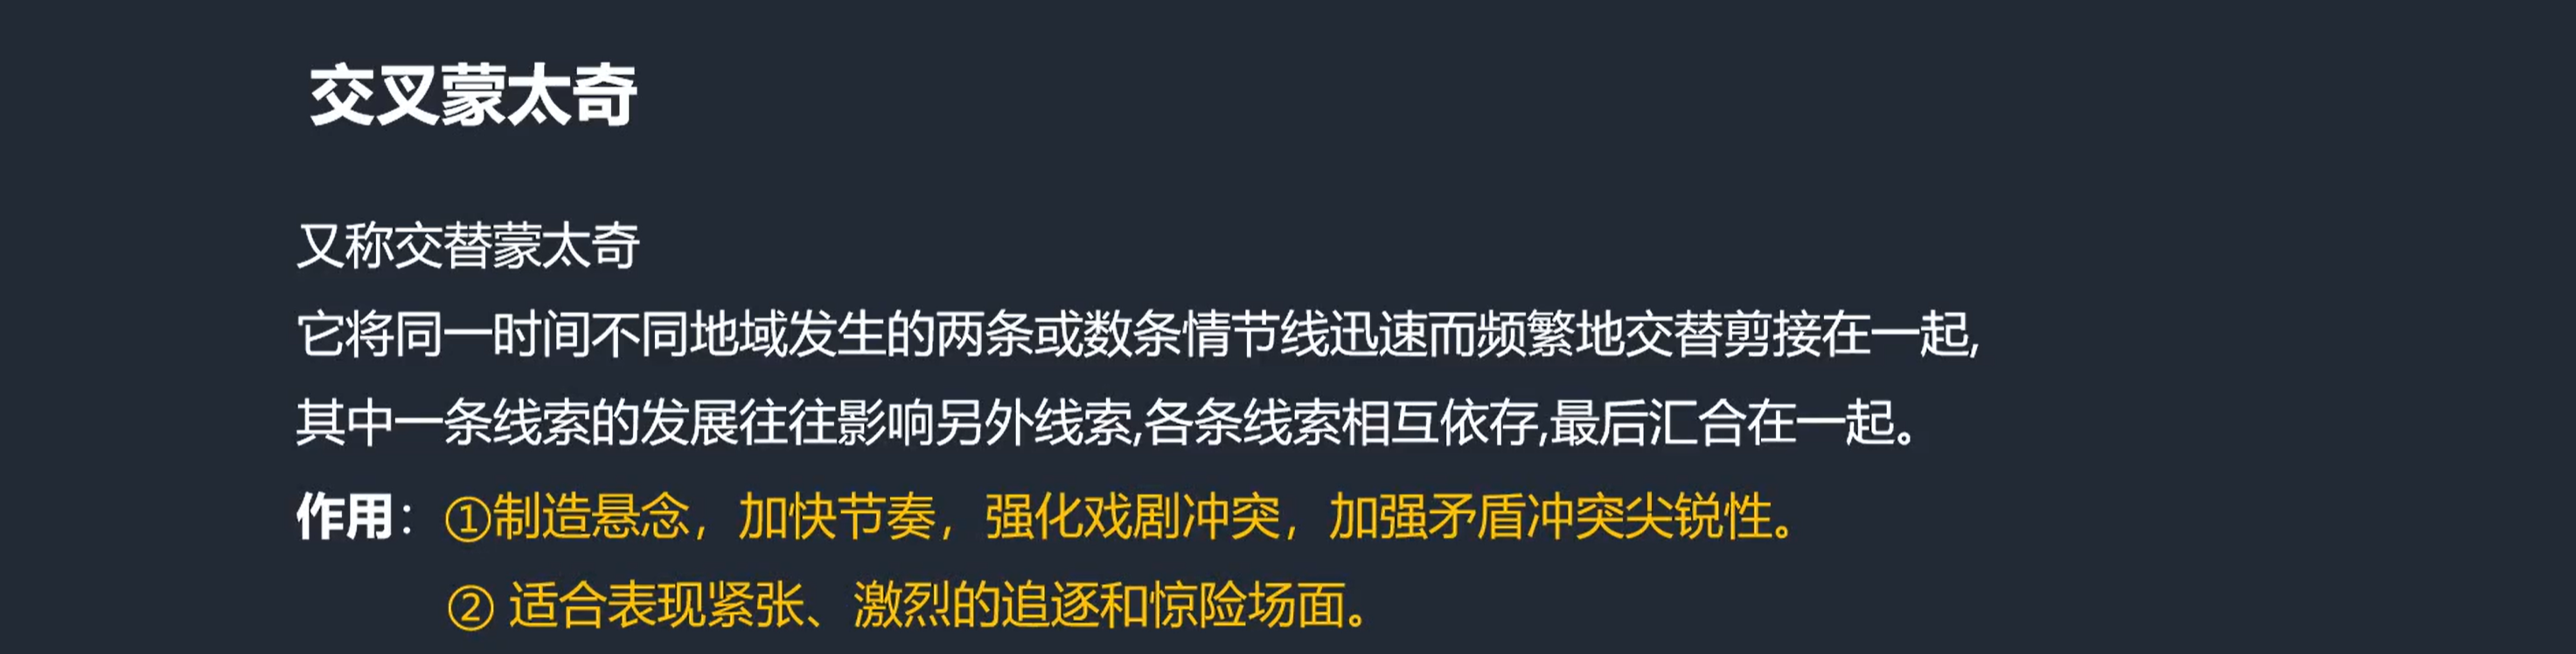 交叉蒙太奇
又称交替蒙太奇
它将同一时间不同地域发生的两条或数条情节线迅速而频繁地交替剪接在一起,
其中一条线索的发展往往影响另外线索,各条线索相互依存,最后汇合在一起。
作用：①制造悬念，加快节奏，强化戏剧冲突，加强矛盾冲突尖锐性。
② 适合表现紧张、激烈的追逐和惊险场面。